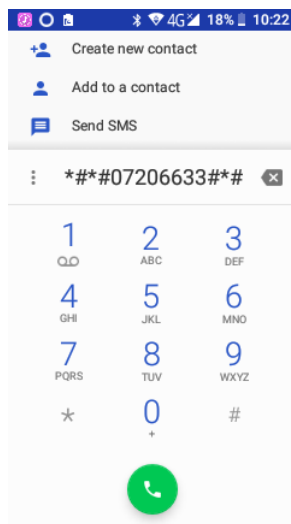 4G 18% 10:22
Create new contact
Add to a contact
Send SMS
*#*#07206633#*#
1 2 3
ABC DEF
4 5 6
GHI JKL MNO
7 8 9
PQRS TUV WXYZ
* 0 #
+